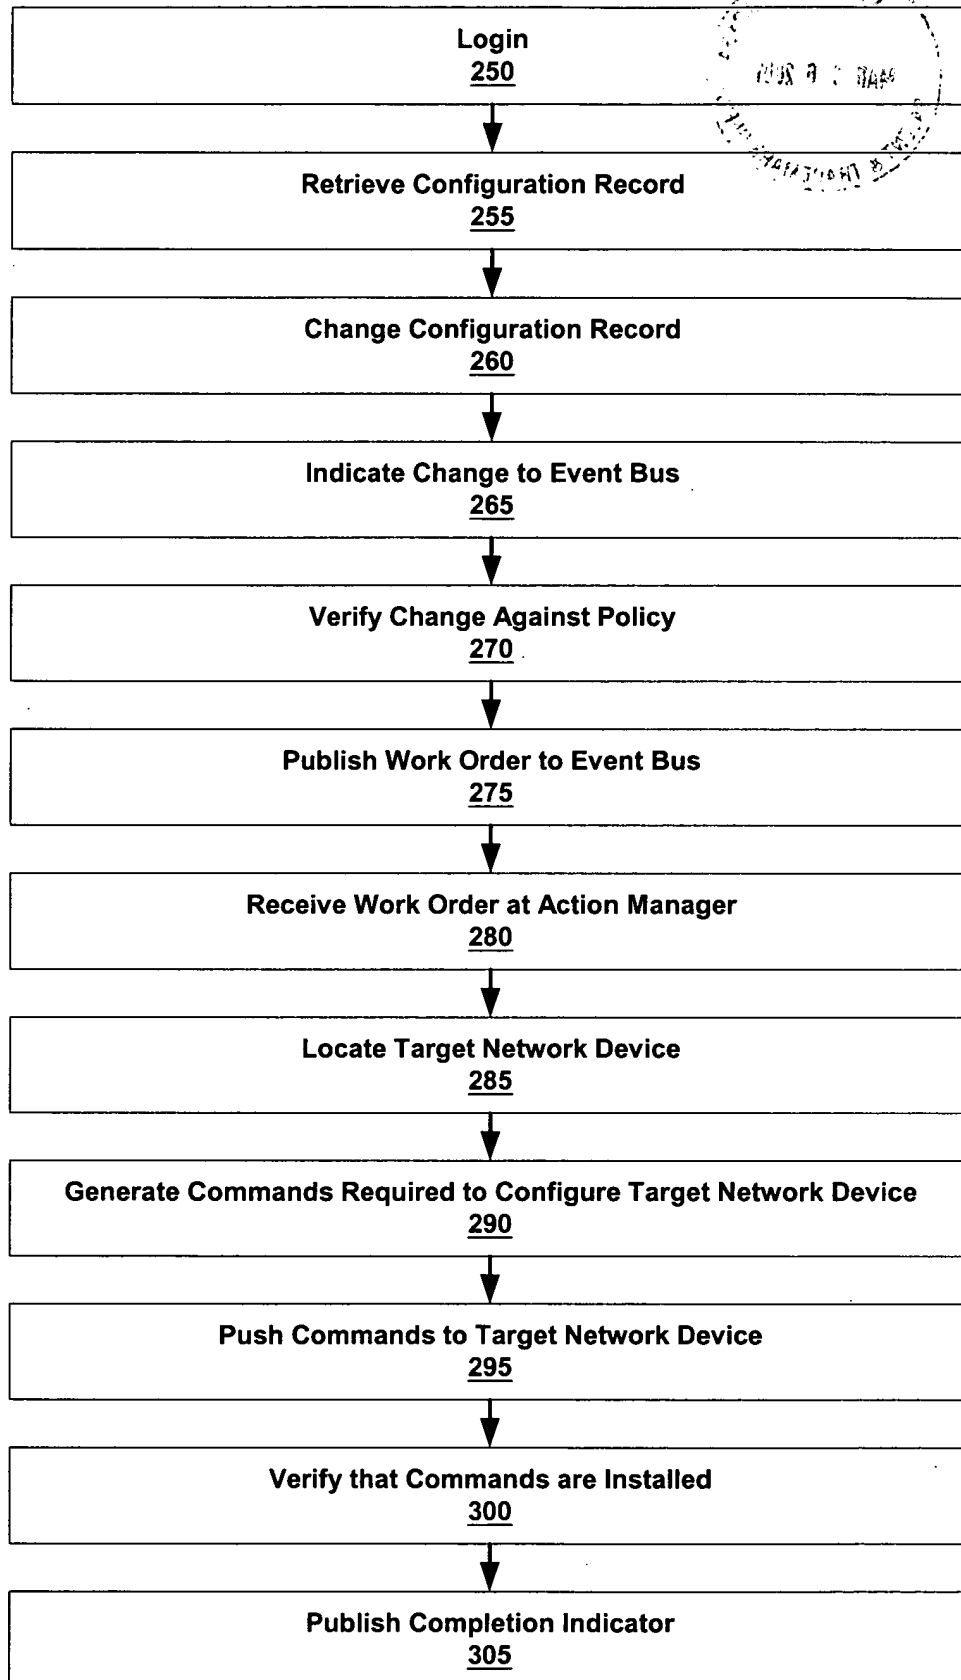 Login
250
Retrieve Configuration Record
255
Change Configuration Record
260
Indicate Change to Event Bus
265
Verify Change Against Policy
270
Publish Work Order to Event Bus
275
Receive Work Order at Action Manager
280
Locate Target Network Device
285
Generate Commands Required to Configure Target Network Device
290
Push Commands to Target Network Device
295
Verify that Commands are Installed
300
Publish Completion Indicator
305